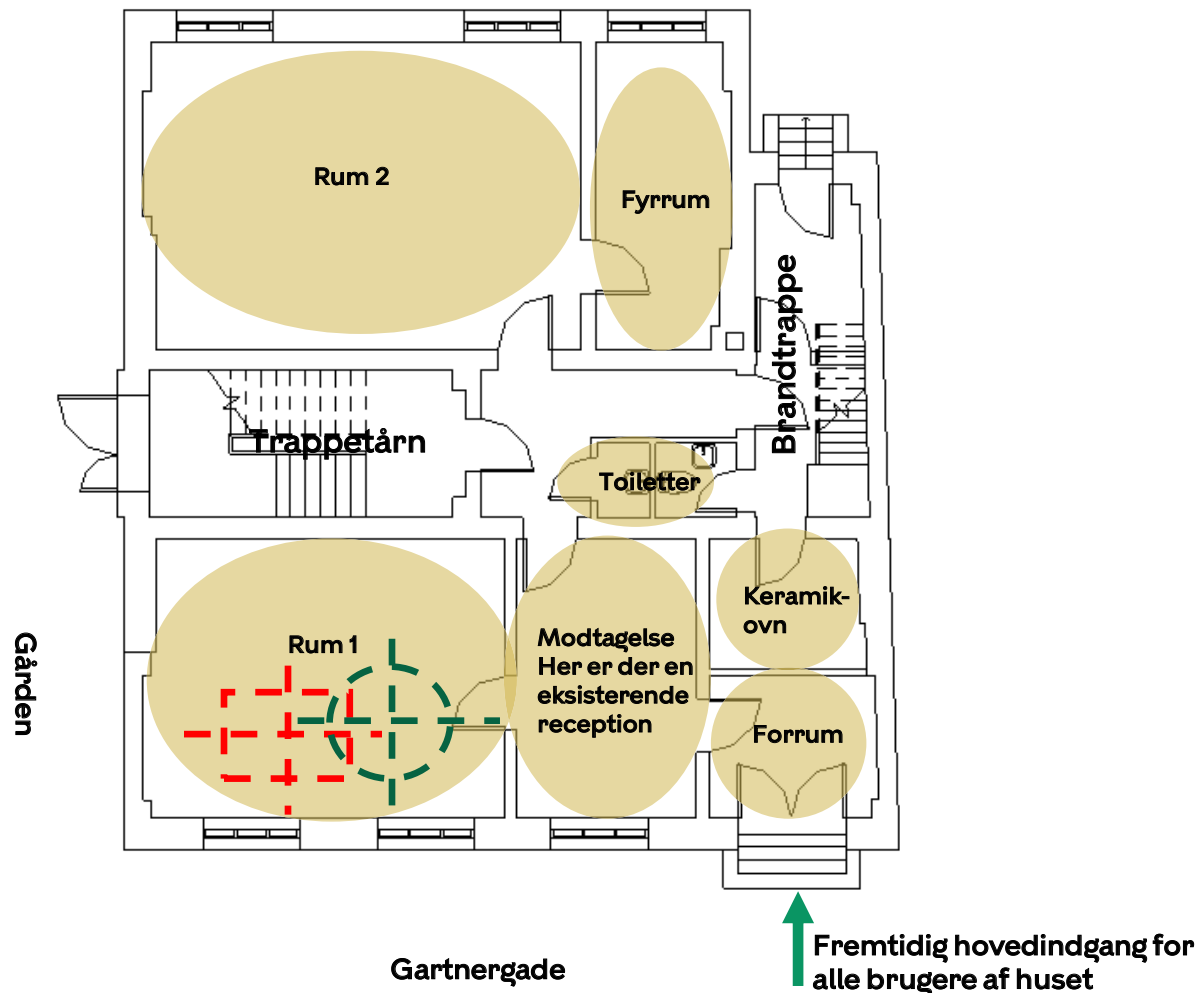 Rum 2
Fyrrum
Brandtrappe
Trappetårn
Toiletter
Keramik-
ovn
Rum 1
Modtagelse
Her er der en
eksisterende
reception
Gården
Forrum
Fremtidig hovedindgang for
alle brugere af huset
Gartnergade